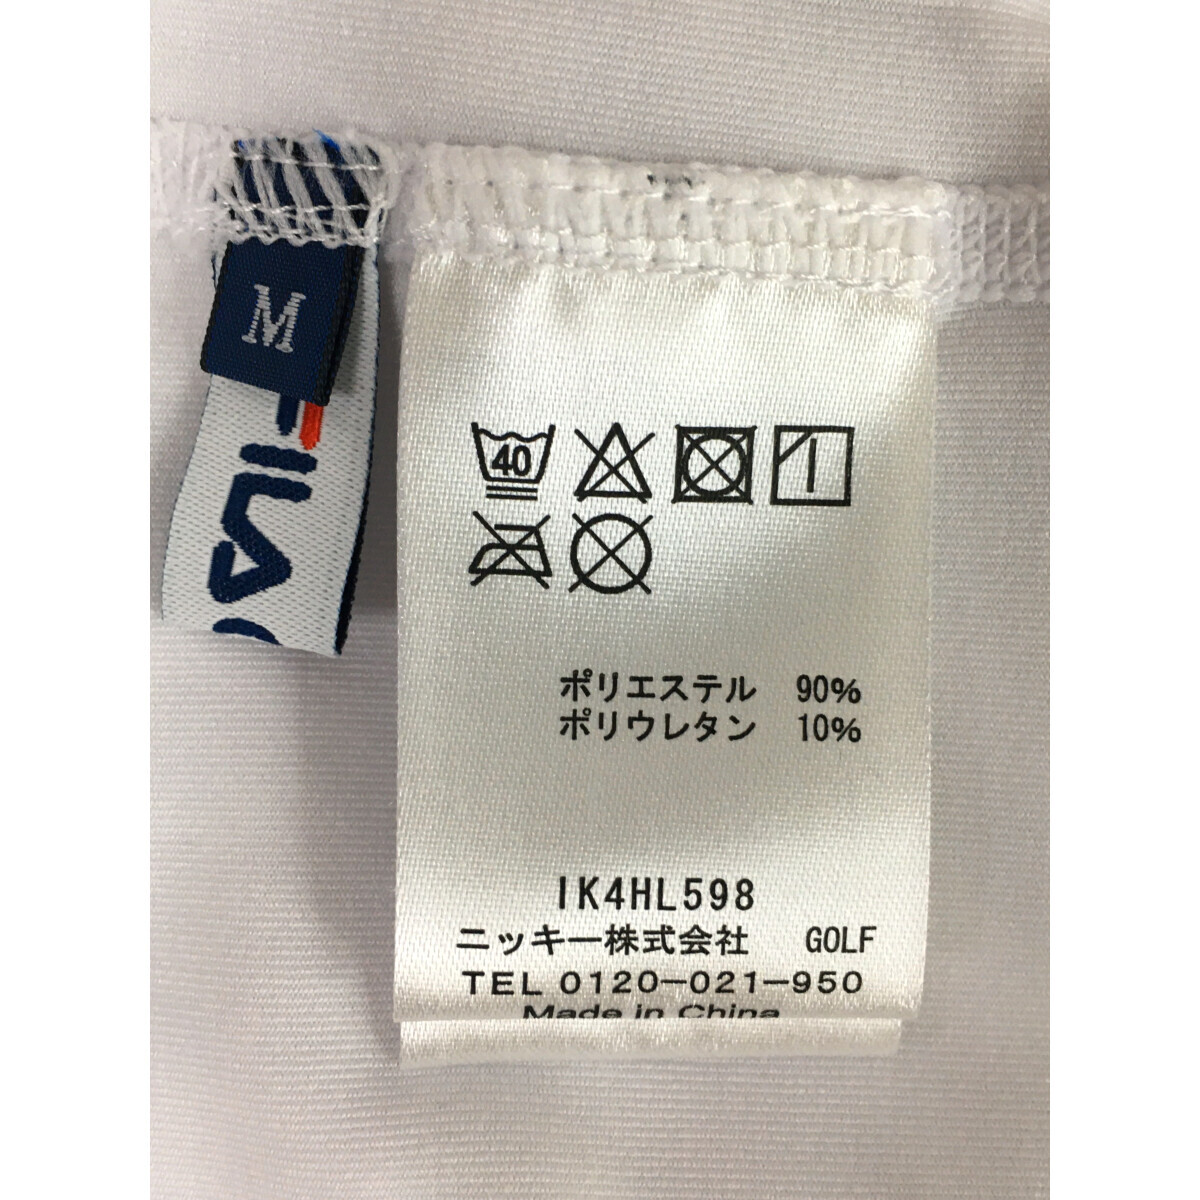 M
FILA
40
ポリエステル 90%
ポリウレタン 10%
IK4HL598
ニッキー株式会社 GOLF
TEL 0120-021-950
Made in China